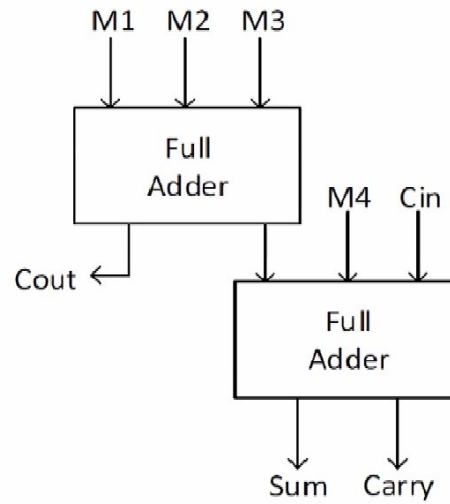 M1 M2 M3
Full
Adder
M4 Cin
Cout
Full
Adder
Sum Carry